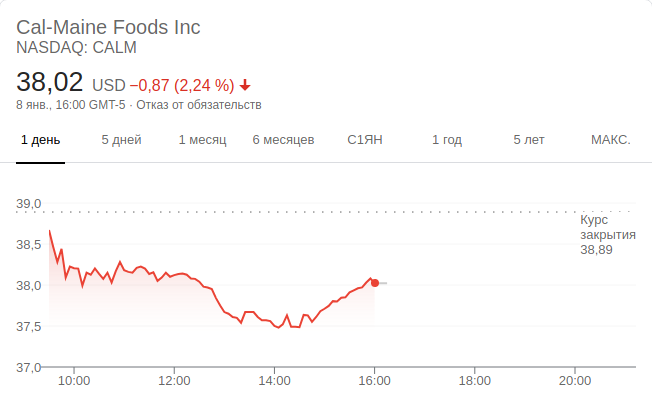 Cal-Maine Foods Inc
NASDAQ: CALM
38,02 USD −0,87 (2,24 %)
8 янв., 16:00 GMT-5 · Отказ от обязательств
1 день 5 дней 1 месяц 6 месяцев С1ЯН 1 год 5 лет МАКС.
39,0
Курс
закрытия
38,89
38,5
38,0
37,5
37,0
10:00 12:00 14:00 16:00 18:00 20:00